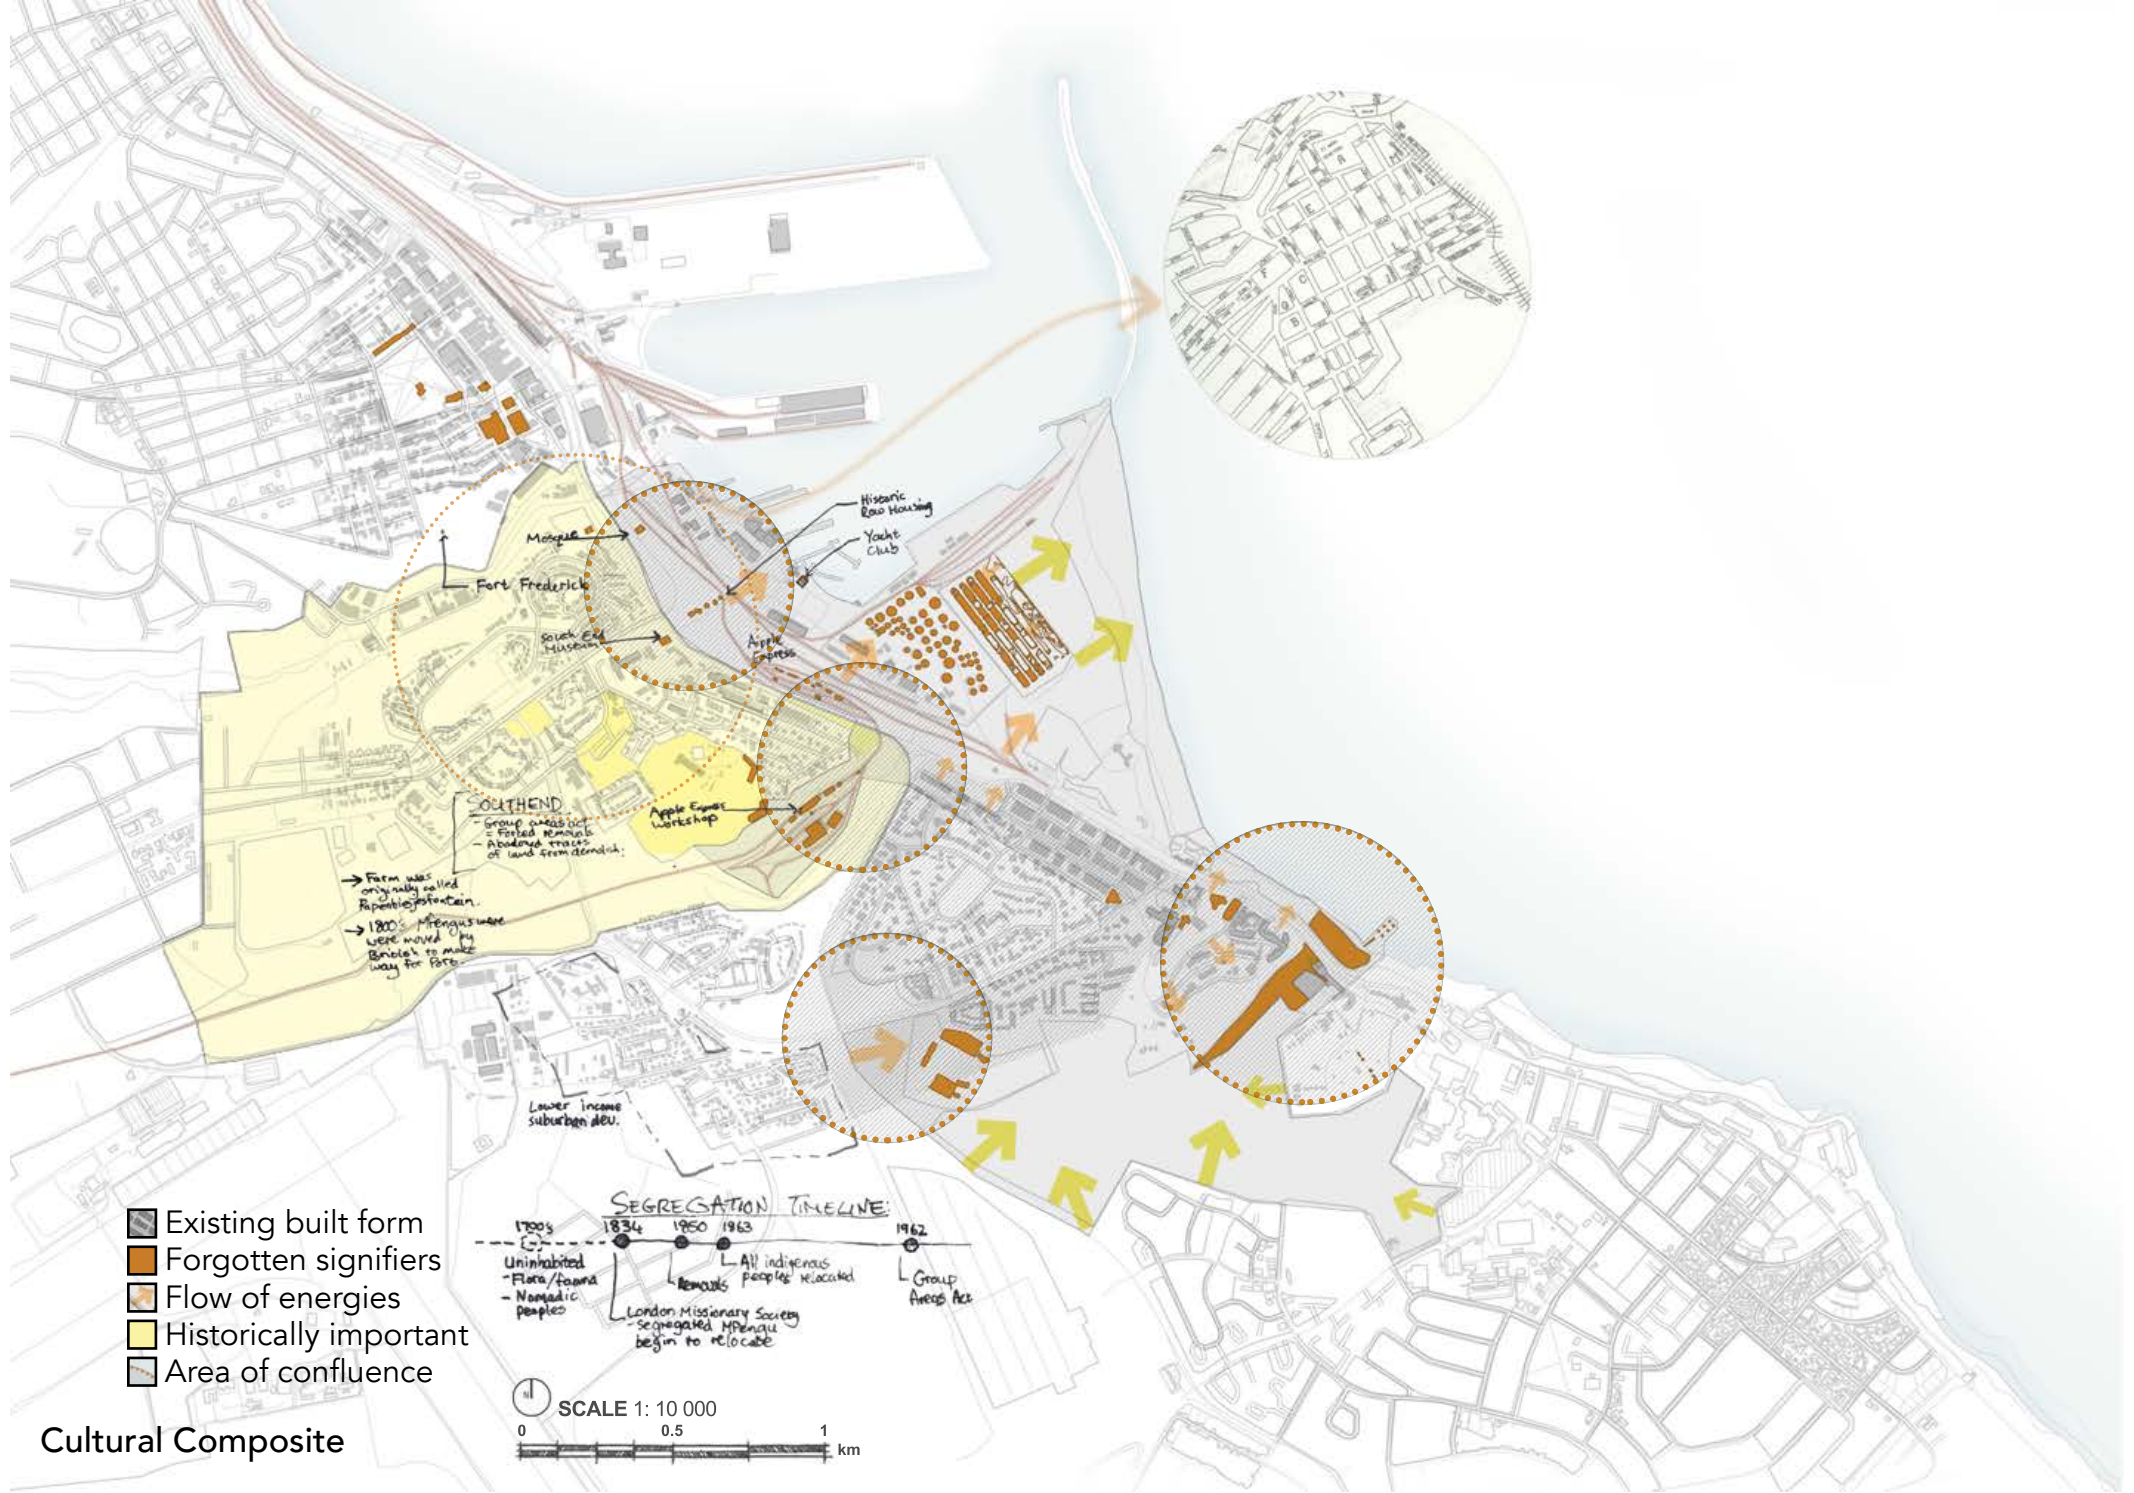 Historic
Row Housing
Yacht
Club
Mosque
Fort Frederick
South End
Museum
Apple
Express
SOUTHEND
- Group areas act
= Forced removals
- Abadoned tracts
of land from demolish:
Apple Express
workshop
→ Farm was
originally called
Papenbiejesfontein.
→ 1800's Mfengus were
were moved by
British to make
way for Port.
Lower income
suburban dev.
SEGREGATION TIMELINE:
1700s
1834
1850
1863
1962
Uninhabited
- Flora/fauna
- Nomadic
peoples
Removals
All indigenous
peoples relocated
Group
Areas Act
London Missionary Society
- segregated Mfengu
begin to relocate
Existing built form
Forgotten signifiers
Flow of energies
Historically important
Area of confluence
N
SCALE 1: 10 000
0 0.5 1
km
Cultural Composite
A
E
C
B